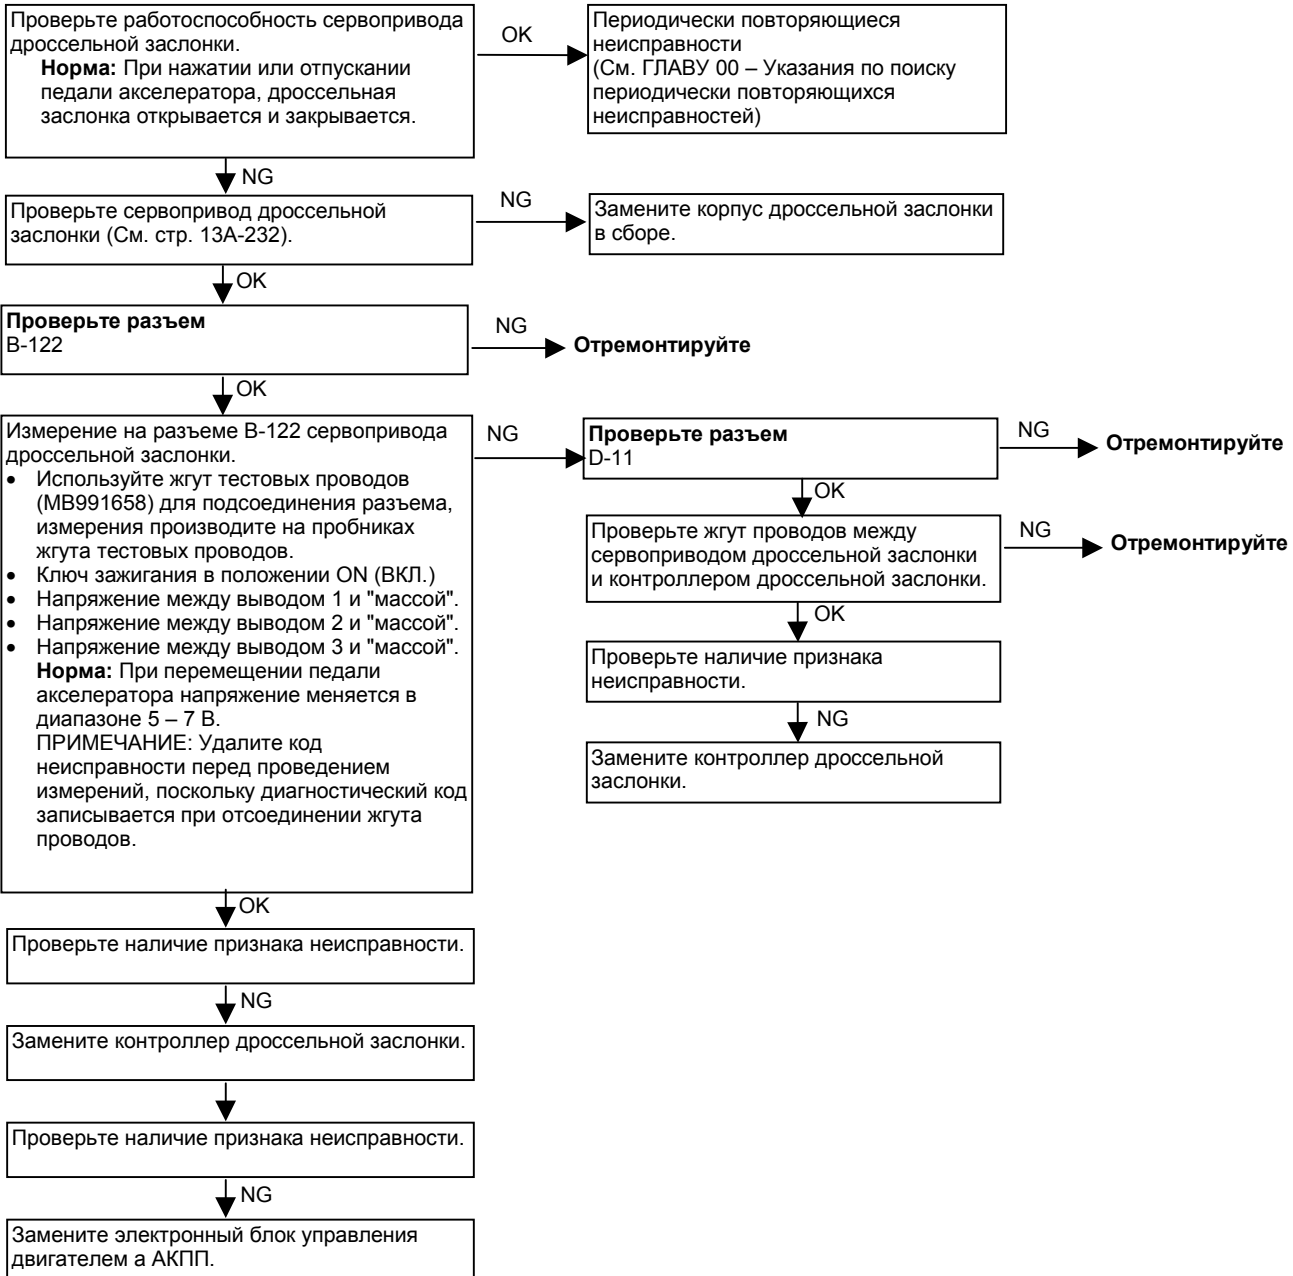 Проверьте работоспособность сервопривода
дроссельной заслонки.
Норма: При нажатии или отпускании
педали акселератора, дроссельная
заслонка открывается и закрывается.
OK
Периодически повторяющиеся
неисправности
(См. ГЛАВУ 00 – Указания по поиску
периодически повторяющихся
неисправностей)
NG
Проверьте сервопривод дроссельной
заслонки (См. стр. 13А-232).
NG
Замените корпус дроссельной заслонки
в сборе.
OK
Проверьте разъем
B-122
NG
Отремонтируйте
OK
Измерение на разъеме B-122 сервопривода
дроссельной заслонки.
• Используйте жгут тестовых проводов
(MB991658) для подсоединения разъема,
измерения производите на пробниках
жгута тестовых проводов.
• Ключ зажигания в положении ON (ВКЛ.)
• Напряжение между выводом 1 и "массой".
• Напряжение между выводом 2 и "массой".
• Напряжение между выводом 3 и "массой".
Норма: При перемещении педали
акселератора напряжение меняется в
диапазоне 5 – 7 В.
ПРИМЕЧАНИЕ: Удалите код
неисправности перед проведением
измерений, поскольку диагностический код
записывается при отсоединении жгута
проводов.
NG
Проверьте разъем
D-11
NG
Отремонтируйте
OK
Проверьте жгут проводов между
сервоприводом дроссельной заслонки
и контроллером дроссельной заслонки.
NG
Отремонтируйте
OK
Проверьте наличие признака
неисправности.
NG
Замените контроллер дроссельной
заслонки.
OK
Проверьте наличие признака неисправности.
NG
Замените контроллер дроссельной заслонки.
Проверьте наличие признака неисправности.
NG
Замените электронный блок управления
двигателем а АКПП.